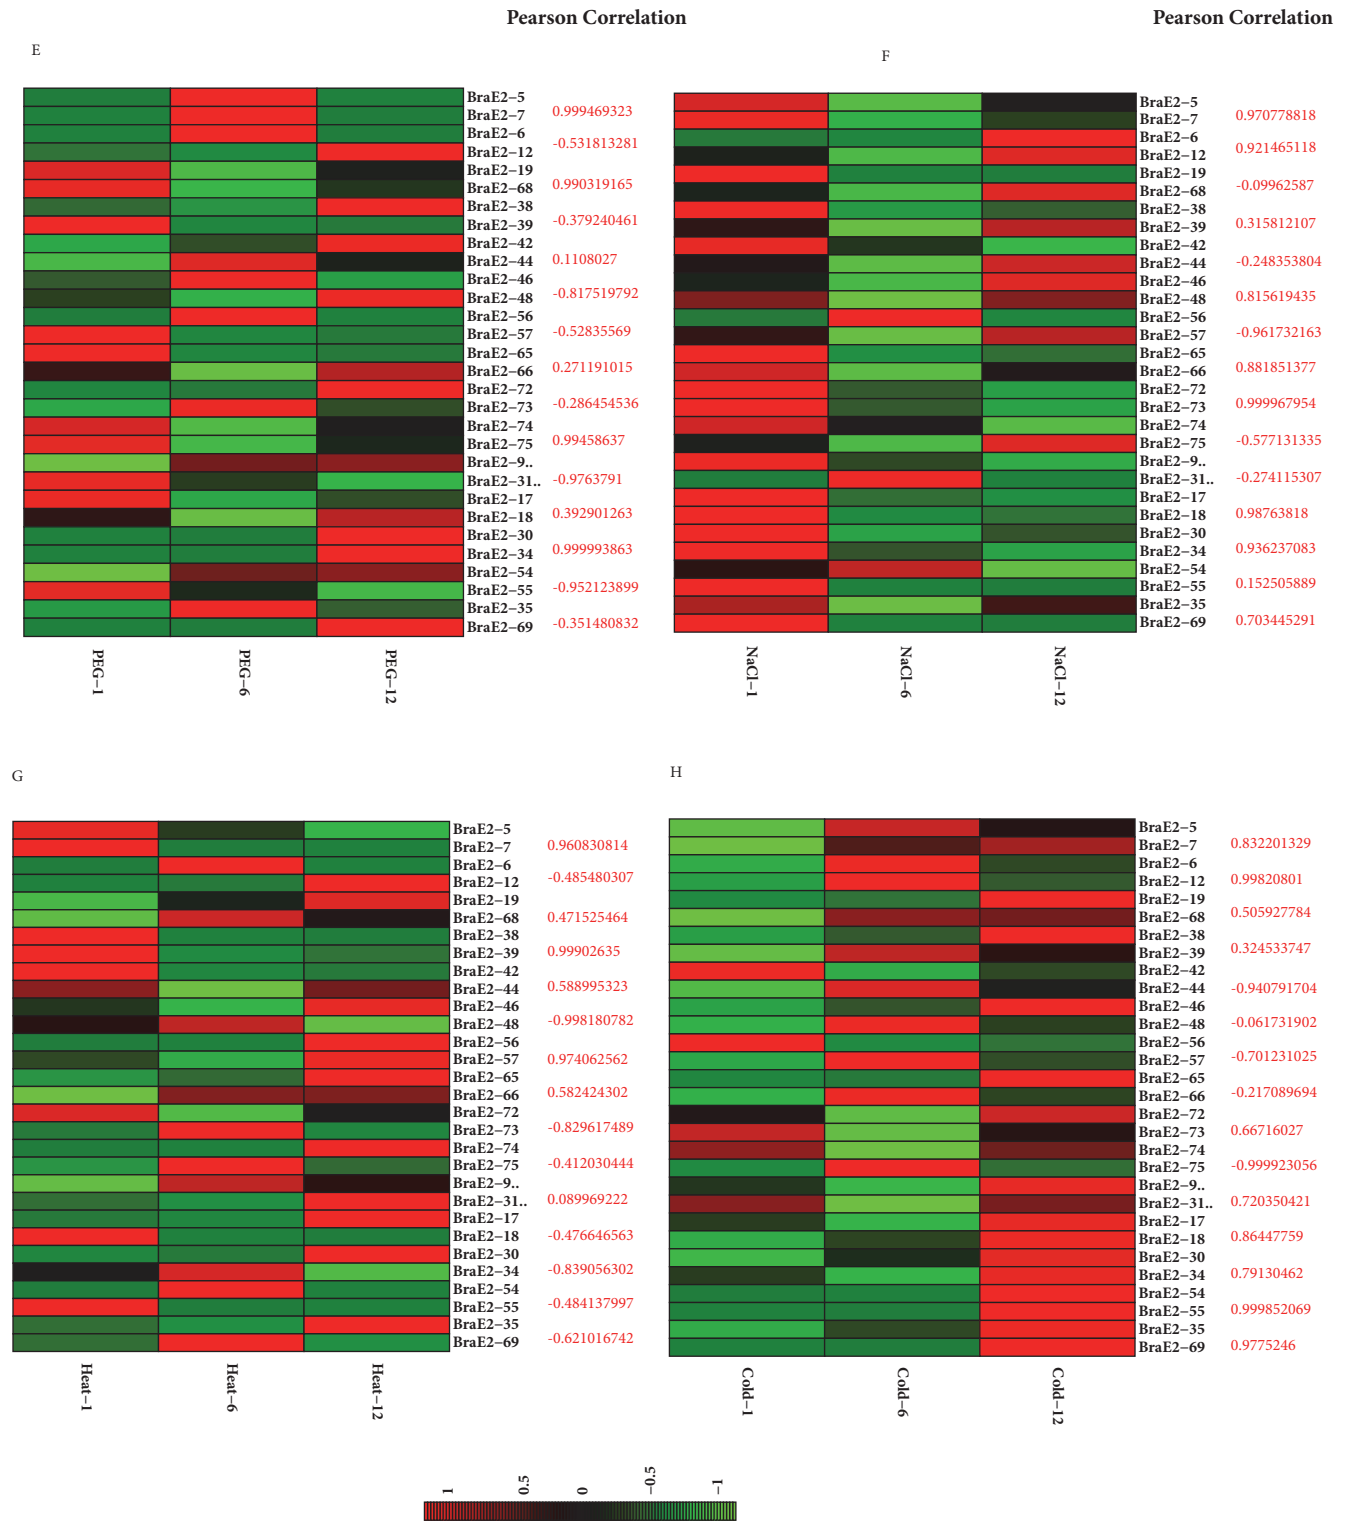 Pearson Correlation
Pearson Correlation
E
BraE2−5
BraE2−7
BraE2−6
BraE2−12
BraE2−19
BraE2−68
BraE2−38
BraE2−39
BraE2−42
BraE2−44
BraE2−46
BraE2−48
BraE2−56
BraE2−57
BraE2−65
BraE2−66
BraE2−72
BraE2−73
BraE2−74
BraE2−75
BraE2−9..
BraE2−31..
BraE2−17
BraE2−18
BraE2−30
BraE2−34
BraE2−54
BraE2−55
BraE2−35
BraE2−69
0.999469323
-0.531813281
0.990319165
-0.379240461
0.1108027
-0.817519792
-0.52835569
0.271191015
-0.286454536
0.99458637
-0.9763791
0.392901263
0.999993863
-0.952123899
-0.351480832
PEG−1
PEG−6
PEG−12
F
BraE2−5
BraE2−7
BraE2−6
BraE2−12
BraE2−19
BraE2−68
BraE2−38
BraE2−39
BraE2−42
BraE2−44
BraE2−46
BraE2−48
BraE2−56
BraE2−57
BraE2−65
BraE2−66
BraE2−72
BraE2−73
BraE2−74
BraE2−75
BraE2−9..
BraE2−31..
BraE2−17
BraE2−18
BraE2−30
BraE2−34
BraE2−54
BraE2−55
BraE2−35
BraE2−69
0.970778818
0.921465118
-0.09962587
0.315812107
-0.248353804
0.815619435
-0.961732163
0.881851377
0.999967954
-0.577131335
-0.274115307
0.98763818
0.936237083
0.152505889
0.703445291
NaCl−1
NaCl−6
NaCl−12
G
BraE2−5
BraE2−7
BraE2−6
BraE2−12
BraE2−19
BraE2−68
BraE2−38
BraE2−39
BraE2−42
BraE2−44
BraE2−46
BraE2−48
BraE2−56
BraE2−57
BraE2−65
BraE2−66
BraE2−72
BraE2−73
BraE2−74
BraE2−75
BraE2−9..
BraE2−31..
BraE2−17
BraE2−18
BraE2−30
BraE2−34
BraE2−54
BraE2−55
BraE2−35
BraE2−69
0.960830814
-0.485480307
0.471525464
0.99902635
0.588995323
-0.998180782
0.974062562
0.582424302
-0.829617489
-0.412030444
0.089969222
-0.476646563
-0.839056302
-0.484137997
-0.621016742
Heat−1
Heat−6
Heat−12
H
BraE2−5
BraE2−7
BraE2−6
BraE2−12
BraE2−19
BraE2−68
BraE2−38
BraE2−39
BraE2−42
BraE2−44
BraE2−46
BraE2−48
BraE2−56
BraE2−57
BraE2−65
BraE2−66
BraE2−72
BraE2−73
BraE2−74
BraE2−75
BraE2−9..
BraE2−31..
BraE2−17
BraE2−18
BraE2−30
BraE2−34
BraE2−54
BraE2−55
BraE2−35
BraE2−69
0.832201329
0.99820801
0.505927784
0.324533747
-0.940791704
-0.061731902
-0.701231025
-0.217089694
0.66716027
-0.999923056
0.720350421
0.86447759
0.79130462
0.999852069
0.9775246
Cold−1
Cold−6
Cold−12
1
0.5
0
−0.5
−1